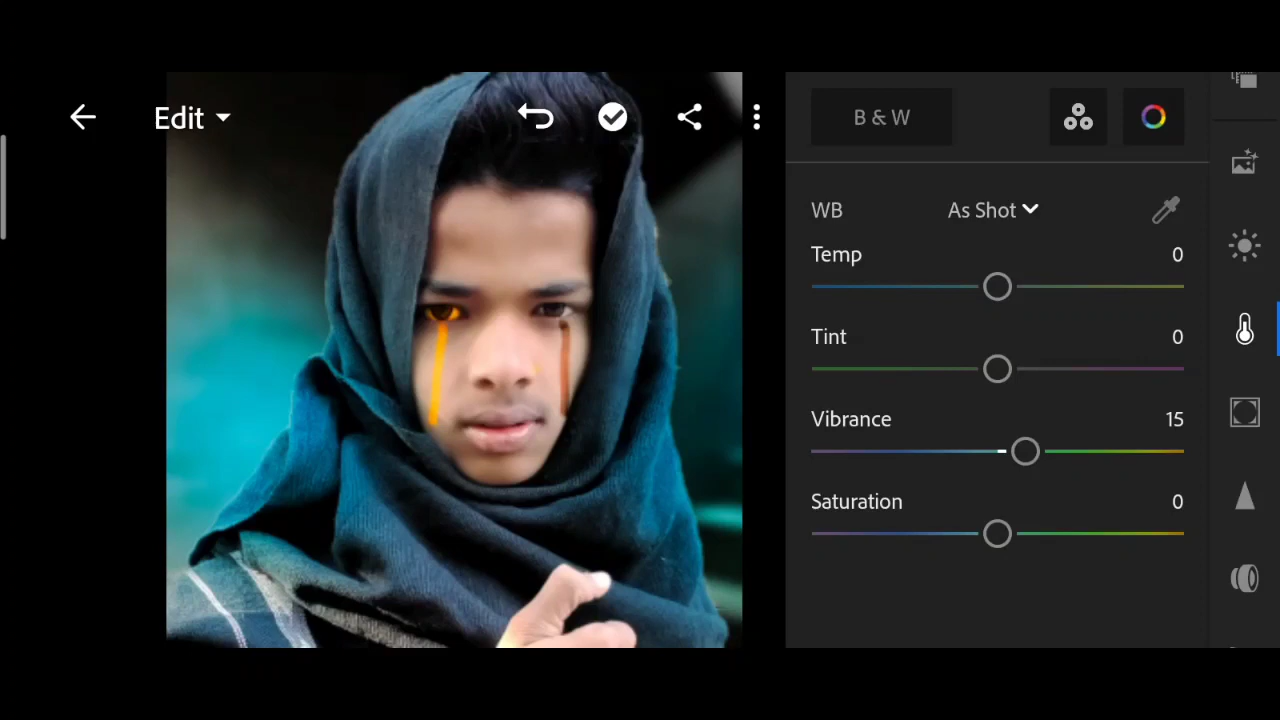 Edit
B & W
WB As Shot
Temp 0
Tint 0
Vibrance 15
Saturation 0